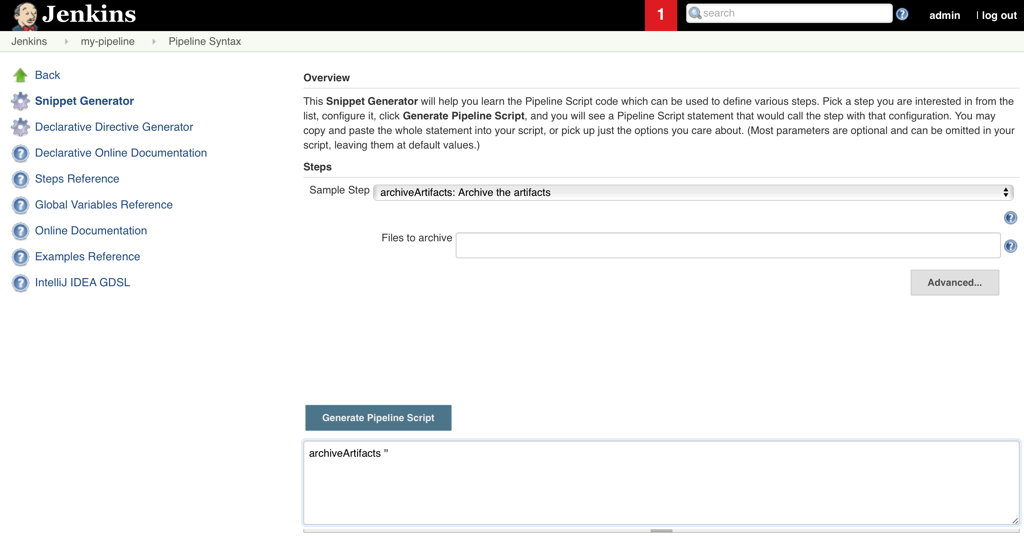 Jenkins
1
search
admin
| log out
Jenkins
my-pipeline
Pipeline Syntax
Back
Snippet Generator
Declarative Directive Generator
Declarative Online Documentation
Steps Reference
Global Variables Reference
Online Documentation
Examples Reference
IntelliJ IDEA GDSL
Overview
This Snippet Generator will help you learn the Pipeline Script code which can be used to define various steps. Pick a step you are interested in from the
list, configure it, click Generate Pipeline Script, and you will see a Pipeline Script statement that would call the step with that configuration. You may
copy and paste the whole statement into your script, or pick up just the options you care about. (Most parameters are optional and can be omitted in your
script, leaving them at default values.)
Steps
Sample Step archiveArtifacts: Archive the artifacts
Files to archive
Advanced...
Generate Pipeline Script
archiveArtifacts ''